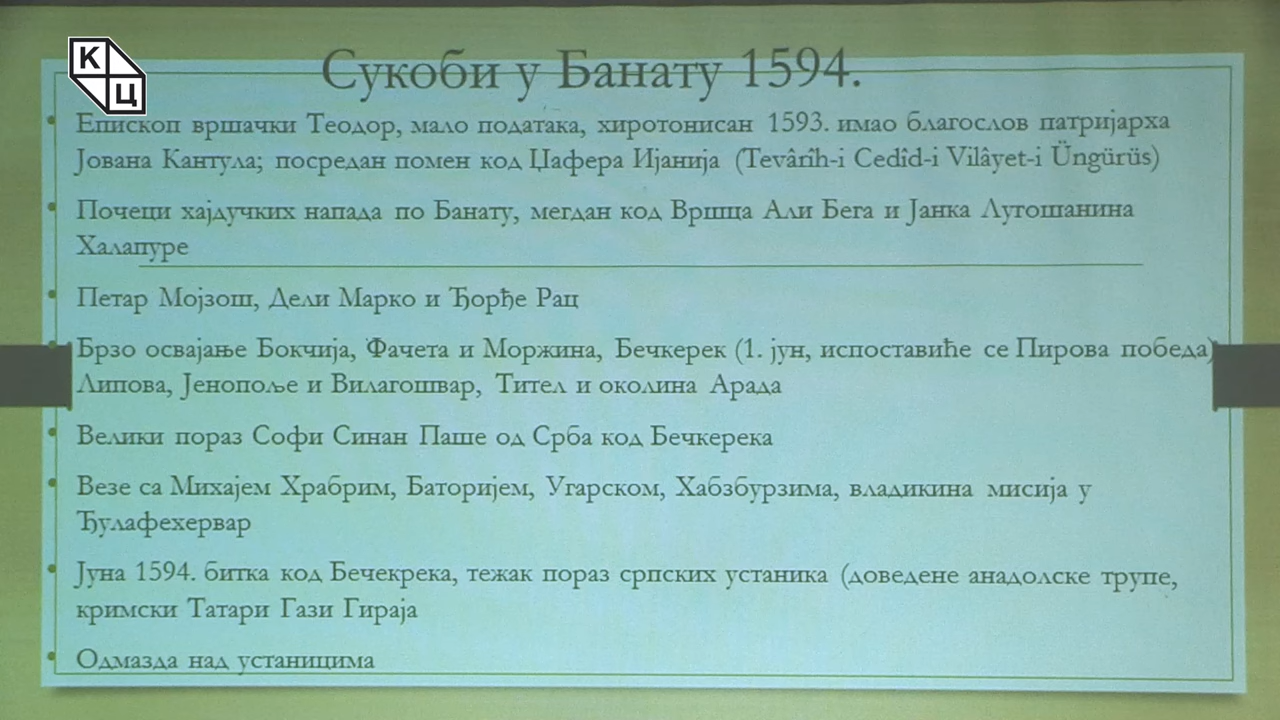 К
Ц
Сукоби у Банату 1594.
• Епископ вршачки Теодор, мало података, хиротонисан 1593. имао благослов патријарха
Јована Кантула; посредан помен код Џафера Ијанија (Tevârîh-i Cedîd-i Vilâyet-i Üngürüs)
• Почеци хајдучких напада по Банату, мегдан код Вршца Али Бега и Јанка Лугошанина
Халапуре
• Петар Мојзош, Дели Марко и Ђорђе Рац
• Брзо освајање Бокчија, Фачета и Моржина, Бечкерек (1. јун, испоставиће се Пирова победа)
Липова, Јенопоље и Вилагошвар, Тител и околина Арада
• Велики пораз Софи Синан Паше од Срба код Бечкерека
• Везе са Михајем Храбрим, Баторијем, Угарском, Хабзбурзима, владикина мисија у
Ђулафехервар
• Јуна 1594. битка код Бечекрека, тежак пораз српских устаника (доведене анадолске трупе,
кримски Татари Гази Гираја
• Одмазда над устаницима